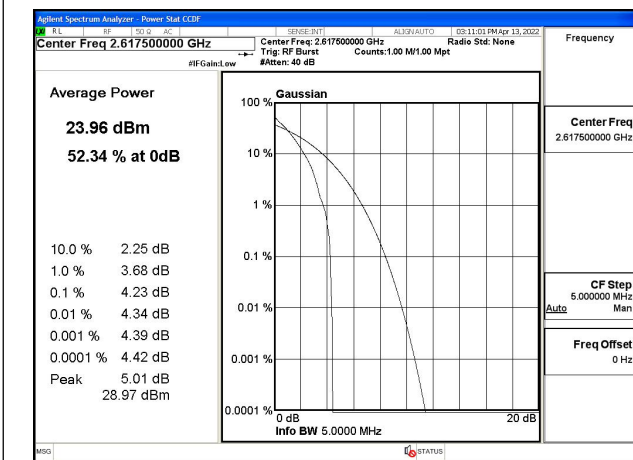 Agilent Spectrum Analyzer - Power Stat CCDF
LXI RL RF 50 Ω AC SENSE:INT ALIGN AUTO 03:11:01 PM Apr 13, 2022
Center Freq 2.617500000 GHz
Center Freq: 2.617500000 GHz Radio Std: None
Trig: RF Burst Counts:1.00 M/1.00 Mpt
#IFGain:Low #Atten: 40 dB
Frequency
Average Power
23.96 dBm
52.34 % at 0dB
10.0 % 2.25 dB
1.0 % 3.68 dB
0.1 % 4.23 dB
0.01 % 4.34 dB
0.001 % 4.39 dB
0.0001 % 4.42 dB
Peak 5.01 dB
28.97 dBm
Gaussian
100 %
10 %
1 %
0.1 %
0.01 %
0.001 %
0.0001 %
0 dB 20 dB
Info BW 5.0000 MHz
Center Freq
2.617500000 GHz
CF Step
5.000000 MHz
Auto Man
Freq Offset
0 Hz
MSG STATUS